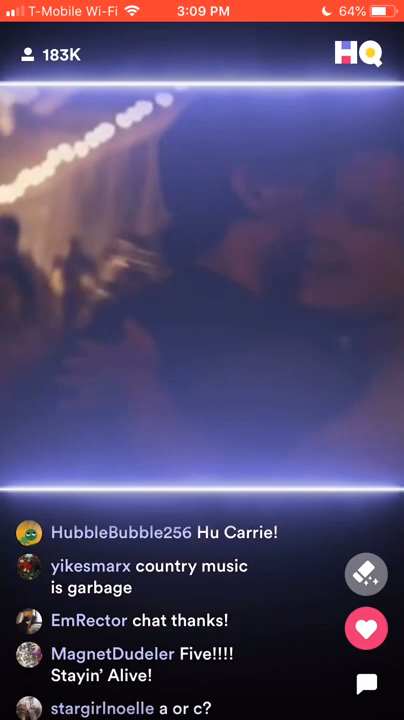 T-Mobile Wi-Fi 3:09 PM 64%
183K HQ
HubbleBubble256 Hu Carrie!
yikesmarx country music
is garbage
EmRector chat thanks!
MagnetDudeler Five!!!!
Stayin' Alive!
stargirlnoelle a or c?